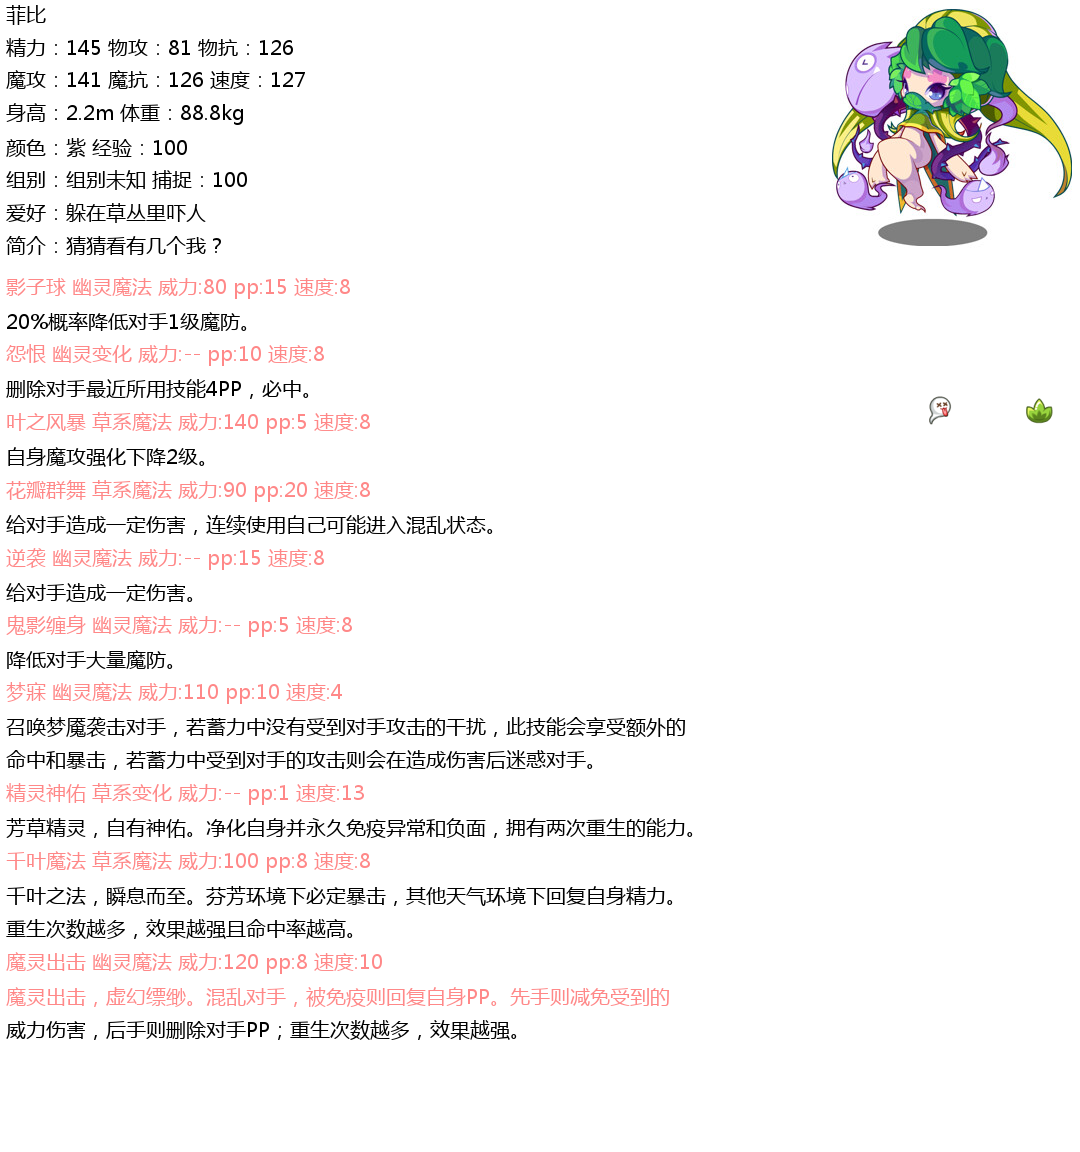 菲比
精力：145 物攻：81 物抗：126
魔攻：141 魔抗：126 速度：127
身高：2.2m 体重：88.8kg
颜色：紫 经验：100
组别：组别未知 捕捉：100
爱好：躲在草丛里吓人
简介：猜猜看有几个我？
影子球 幽灵魔法 威力:80 pp:15 速度:8
20%概率降低对手1级魔防。
怨恨 幽灵变化 威力:-- pp:10 速度:8
删除对手最近所用技能4PP，必中。
叶之风暴 草系魔法 威力:140 pp:5 速度:8
自身魔攻强化下降2级。
花瓣群舞 草系魔法 威力:90 pp:20 速度:8
给对手造成一定伤害，连续使用自己可能进入混乱状态。
逆袭 幽灵魔法 威力:-- pp:15 速度:8
给对手造成一定伤害。
鬼影缠身 幽灵魔法 威力:-- pp:5 速度:8
降低对手大量魔防。
梦寐 幽灵魔法 威力:110 pp:10 速度:4
召唤梦魇袭击对手，若蓄力中没有受到对手攻击的干扰，此技能会享受额外的
命中和暴击，若蓄力中受到对手的攻击则会在造成伤害后迷惑对手。
精灵神佑 草系变化 威力:-- pp:1 速度:13
芳草精灵，自有神佑。净化自身并永久免疫异常和负面，拥有两次重生的能力。
千叶魔法 草系魔法 威力:100 pp:8 速度:8
千叶之法，瞬息而至。芬芳环境下必定暴击，其他天气环境下回复自身精力。
重生次数越多，效果越强且命中率越高。
魔灵出击 幽灵魔法 威力:120 pp:8 速度:10
魔灵出击，虚幻缥缈。混乱对手，被免疫则回复自身PP。先手则减免受到的
威力伤害，后手则删除对手PP；重生次数越多，效果越强。